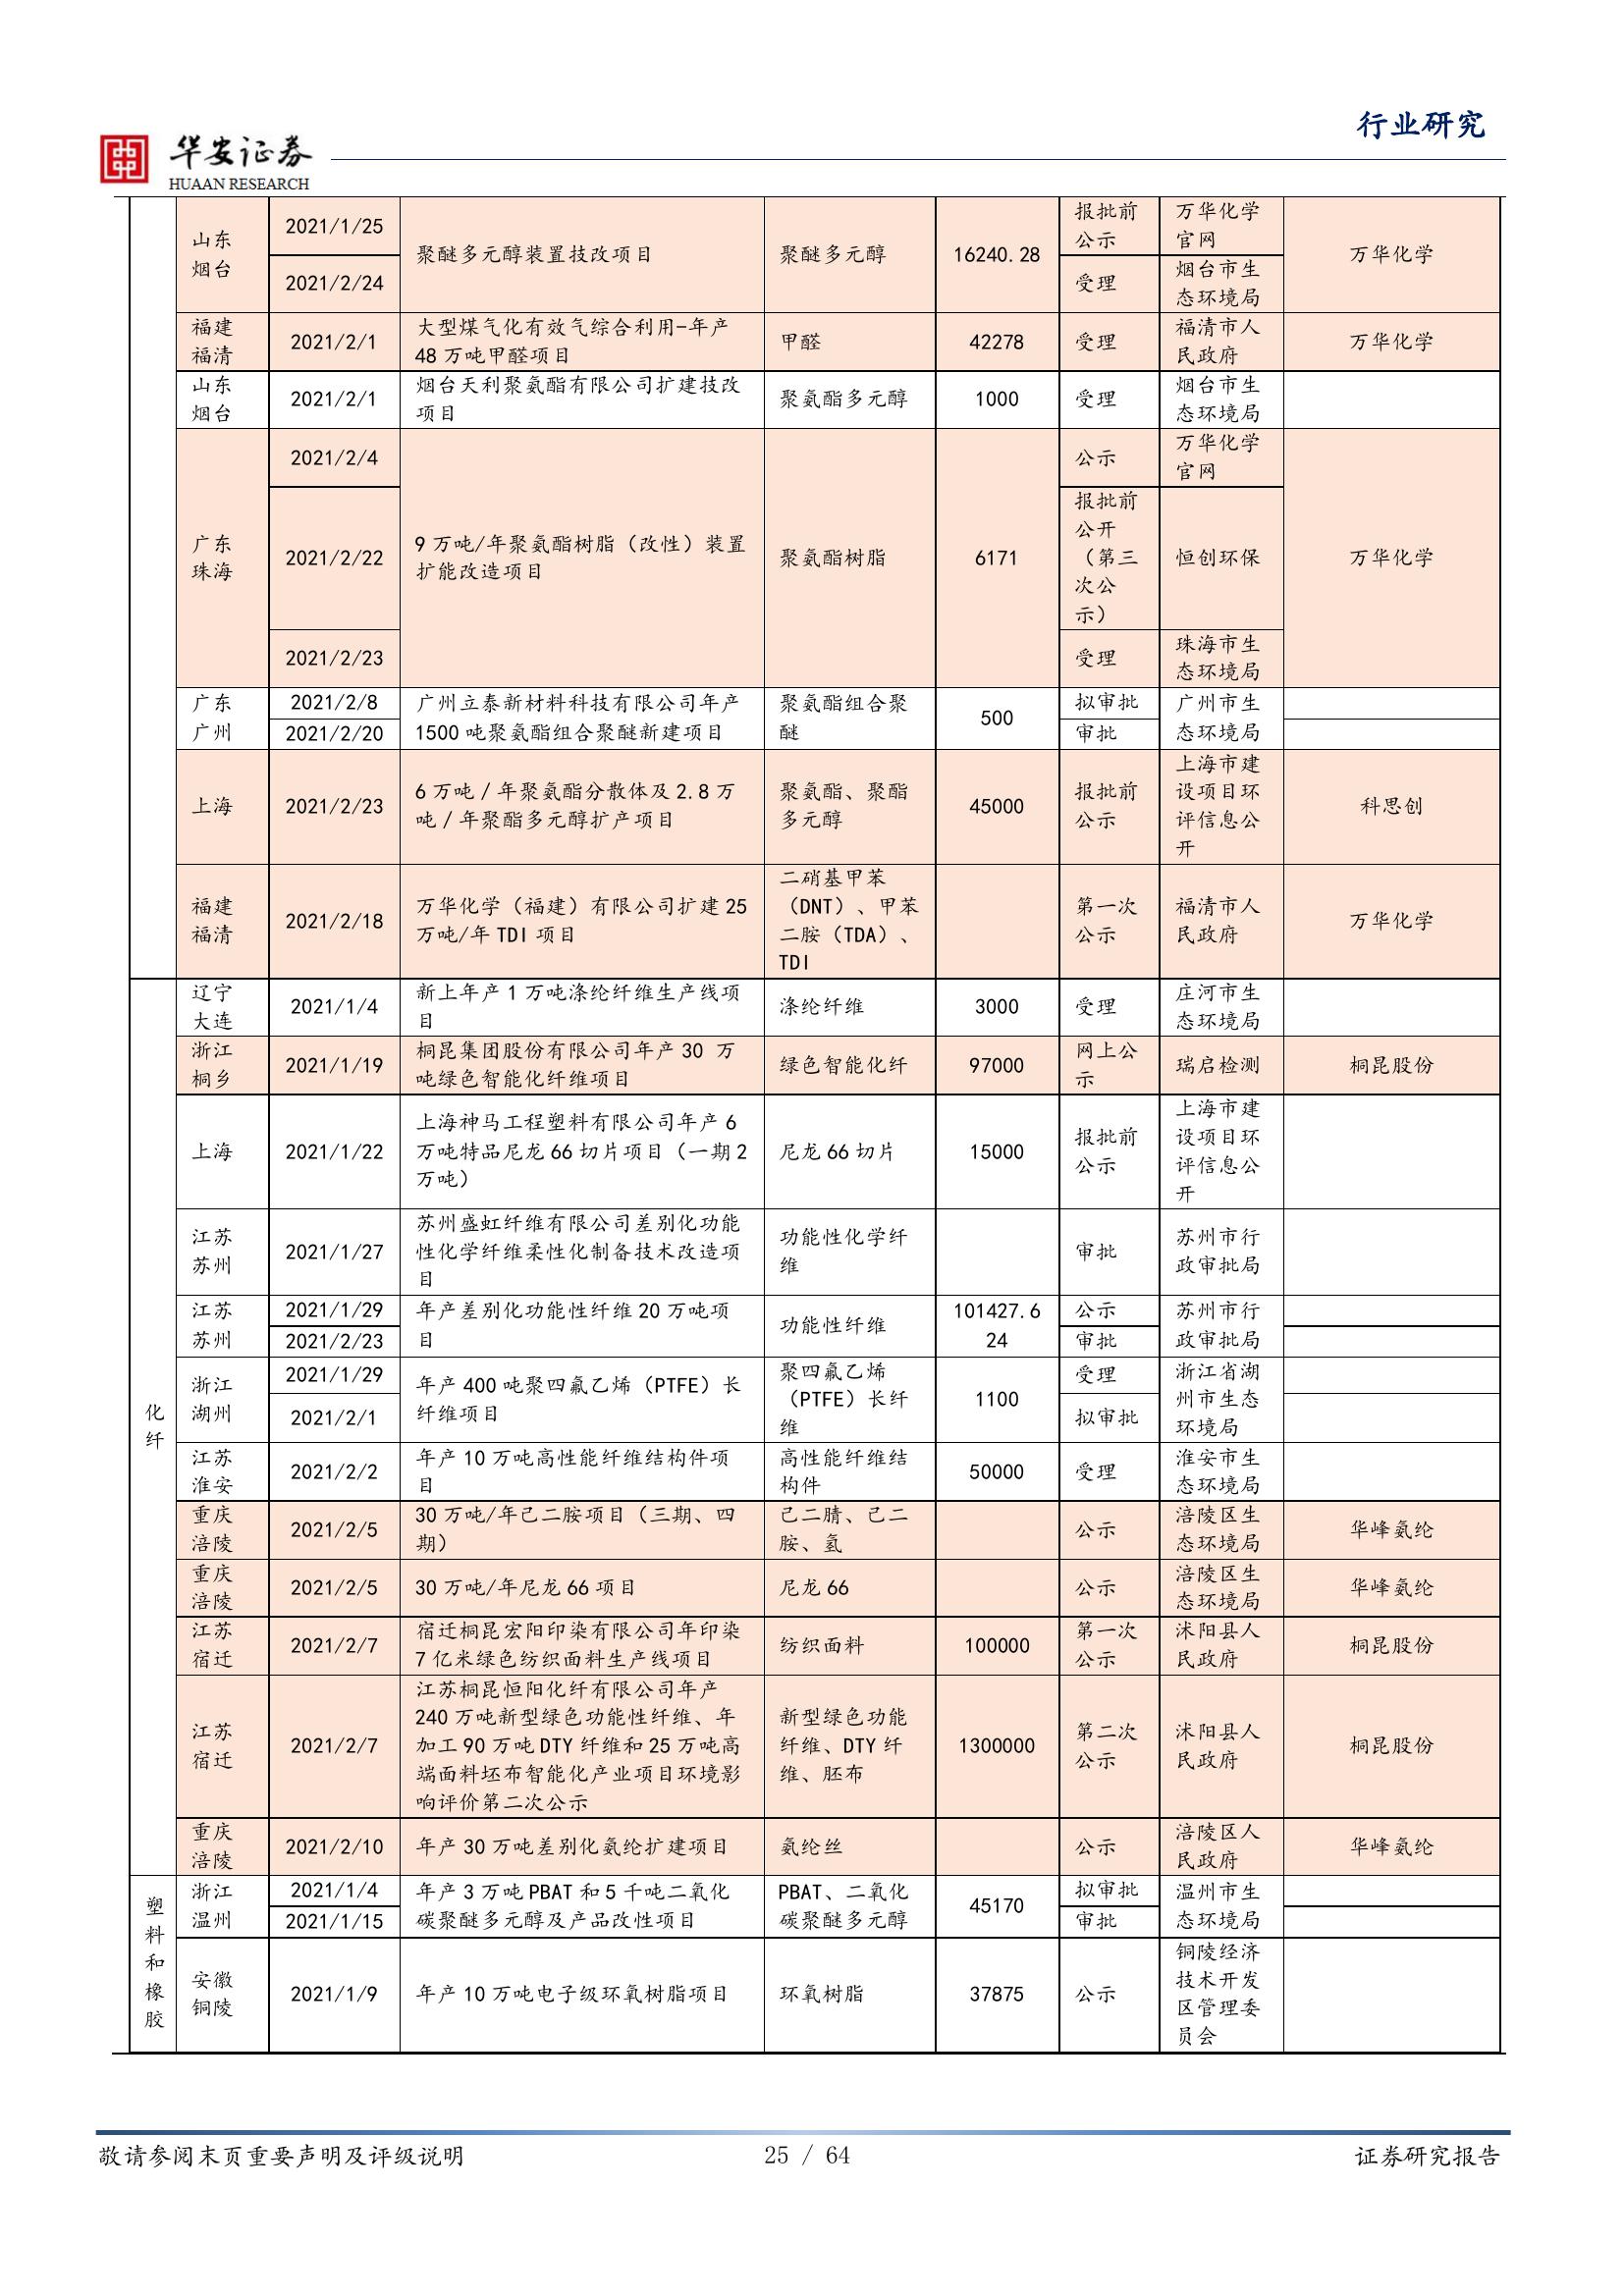 行业研究
华安证券
HUAAN RESEARCH
山东
烟台
2021/1/25
2021/2/24
聚醚多元醇装置技改项目
聚醚多元醇
16240.28
报批前
公示
受理
万华化学
官网
烟台市生
态环境局
万华化学
福建
福清
2021/2/1
大型煤气化有效气综合利用-年产
48 万吨甲醛项目
甲醛
42278
受理
福清市人
民政府
万华化学
山东
烟台
2021/2/1
烟台天利聚氨酯有限公司扩建技改
项目
聚氨酯多元醇
1000
受理
烟台市生
态环境局
广东
珠海
2021/2/4
2021/2/22
2021/2/23
9 万吨/年聚氨酯树脂（改性）装置
扩能改造项目
聚氨酯树脂
6171
公示
报批前
公开
（第三
次公
示）
受理
万华化学
官网
恒创环保
珠海市生
态环境局
万华化学
广东
广州
2021/2/8
2021/2/20
广州立泰新材料科技有限公司年产
1500 吨聚氨酯组合聚醚新建项目
聚氨酯组合聚
醚
500
拟审批
审批
广州市生
态环境局
上海
2021/2/23
6 万吨／年聚氨酯分散体及 2.8 万
吨／年聚酯多元醇扩产项目
聚氨酯、聚酯
多元醇
45000
报批前
公示
上海市建
设项目环
评信息公
开
科思创
福建
福清
2021/2/18
万华化学（福建）有限公司扩建 25
万吨/年 TDI 项目
二硝基甲苯
（DNT）、甲苯
二胺（TDA）、
TDI
第一次
公示
福清市人
民政府
万华化学
化
纤
辽宁
大连
2021/1/4
新上年产 1 万吨涤纶纤维生产线项
目
涤纶纤维
3000
受理
庄河市生
态环境局
浙江
桐乡
2021/1/19
桐昆集团股份有限公司年产 30 万
吨绿色智能化纤维项目
绿色智能化纤
97000
网上公
示
瑞启检测
桐昆股份
上海
2021/1/22
上海神马工程塑料有限公司年产 6
万吨特品尼龙 66 切片项目（一期 2
万吨）
尼龙 66 切片
15000
报批前
公示
上海市建
设项目环
评信息公
开
江苏
苏州
2021/1/27
苏州盛虹纤维有限公司差别化功能
性化学纤维柔性化制备技术改造项
目
功能性化学纤
维
审批
苏州市行
政审批局
江苏
苏州
2021/1/29
2021/2/23
年产差别化功能性纤维 20 万吨项
目
功能性纤维
101427.6
24
公示
审批
苏州市行
政审批局
浙江
湖州
2021/1/29
2021/2/1
年产 400 吨聚四氟乙烯（PTFE）长
纤维项目
聚四氟乙烯
（PTFE）长纤
维
1100
受理
拟审批
浙江省湖
州市生态
环境局
江苏
淮安
2021/2/2
年产 10 万吨高性能纤维结构件项
目
高性能纤维结
构件
50000
受理
淮安市生
态环境局
重庆
涪陵
2021/2/5
30 万吨/年己二胺项目（三期、四
期）
己二腈、己二
胺、氢
公示
涪陵区生
态环境局
华峰氨纶
重庆
涪陵
2021/2/5
30 万吨/年尼龙 66 项目
尼龙 66
公示
涪陵区生
态环境局
华峰氨纶
江苏
宿迁
2021/2/7
宿迁桐昆宏阳印染有限公司年印染
7 亿米绿色纺织面料生产线项目
纺织面料
100000
第一次
公示
沭阳县人
民政府
桐昆股份
江苏
宿迁
2021/2/7
江苏桐昆恒阳化纤有限公司年产
240 万吨新型绿色功能性纤维、年
加工 90 万吨 DTY 纤维和 25 万吨高
端面料坯布智能化产业项目环境影
响评价第二次公示
新型绿色功能
纤维、DTY 纤
维、胚布
1300000
第二次
公示
沭阳县人
民政府
桐昆股份
重庆
涪陵
2021/2/10
年产 30 万吨差别化氨纶扩建项目
氨纶丝
公示
涪陵区人
民政府
华峰氨纶
塑
料
和
橡
胶
浙江
温州
2021/1/4
2021/1/15
年产 3 万吨 PBAT 和 5 千吨二氧化
碳聚醚多元醇及产品改性项目
PBAT、二氧化
碳聚醚多元醇
45170
拟审批
审批
温州市生
态环境局
安徽
铜陵
2021/1/9
年产 10 万吨电子级环氧树脂项目
环氧树脂
37875
公示
铜陵经济
技术开发
区管理委
员会
敬请参阅末页重要声明及评级说明
25 / 64
证券研究报告